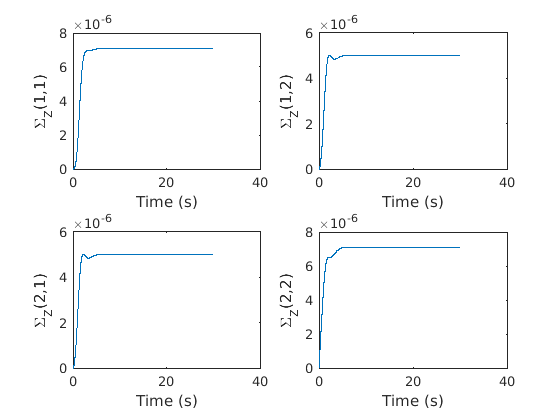 ×10-6 ×10-6
8 6
6 4
4 2
2 0
0
0 20 40 0 20 40
Time (s) Time (s)
ΣZ(1,1) ΣZ(1,2)
×10-6 ×10-6
6 8
4 6
2 4
0 2
0
0 20 40 0 20 40
Time (s) Time (s)
ΣZ(2,1) ΣZ(2,2)